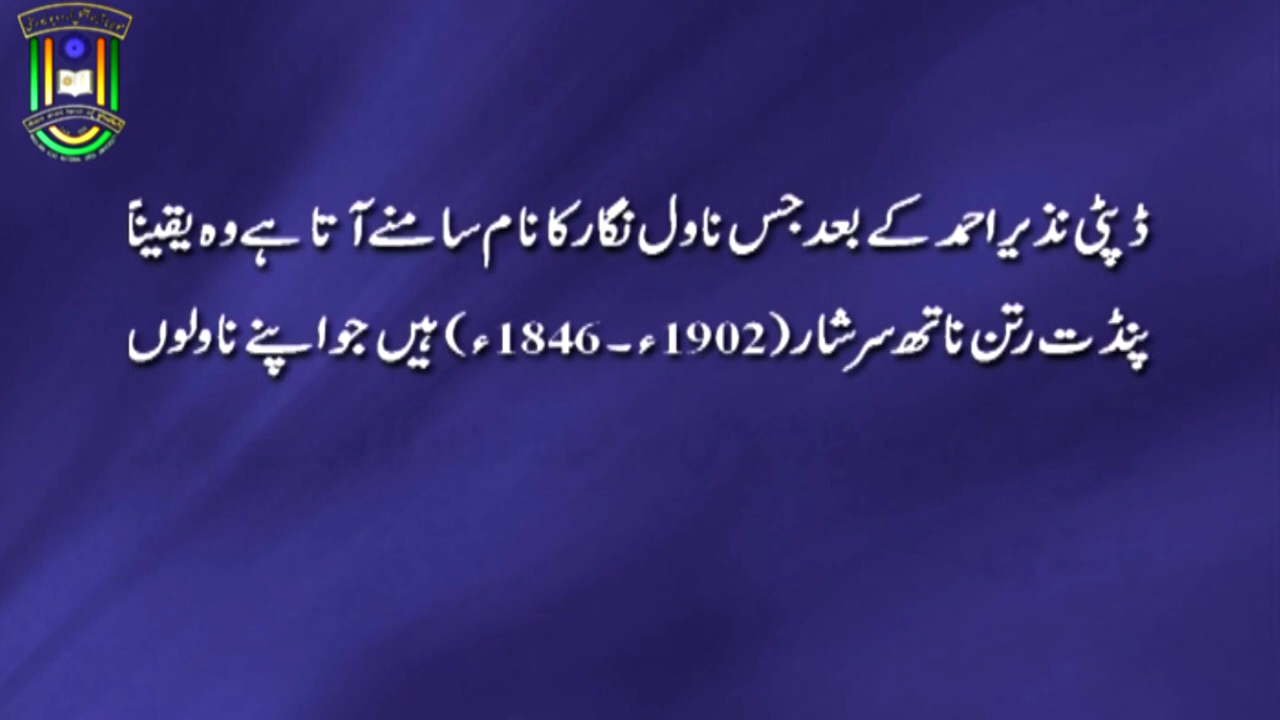 ڈپٹی نذیر احمد کے بعد جس ناول نگار کا نام سامنے آتا ہے وہ یقیناً
پنڈت رتن ناتھ سرشار (1902ء۔1846ء) ہیں جو اپنے ناولوں